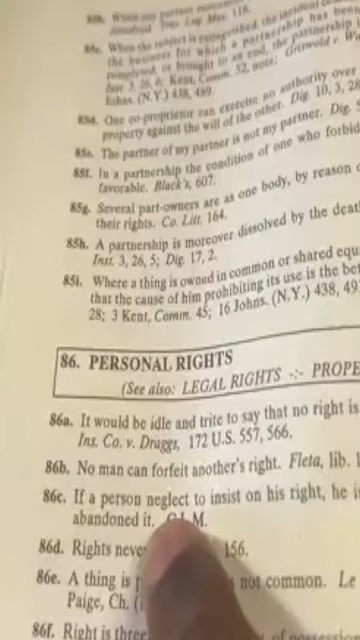 85b. When any partner
dissolved.
85c. When the subject is extinguished, the incident
the business for which a partnership has been
completed, or brought to an end, the partnership
Inst. 3, 26, 6; Kent, Comm. 52, note; Griswold v.
Johns. (N.Y.) 438, 489.
85d. One co-proprietor can exercise no authority over
property against the will of the other. Dig. 10, 3, 28
85e. The partner of my partner is not my partner. Dig.
85f. In a partnership the condition of one who forbid
favorable. Black's, 607.
85g. Several part-owners are as one body, by reason
their rights. Co. Litt. 164.
85h. A partnership is moreover dissolved by the deat
Inst. 3, 26, 5; Dig. 17, 2.
85i. Where a thing is owned in common or shared equ
that the cause of him prohibiting its use is the bet
28; 3 Kent, Comm. 45; 16 Johns. (N.Y.) 438, 49
86. PERSONAL RIGHTS
(See also: LEGAL RIGHTS -:- PROPE
86a. It would be idle and trite to say that no right is
Ins. Co. v. Draggs, 172 U.S. 557, 566.
86b. No man can forfeit another's right. Fleta, lib. 1
86c. If a person neglect to insist on his right, he i
abandoned it. M.
86d. Rights neve 156.
86e. A thing is not common. Le
Paige, Ch.
86f. Right is three of possession